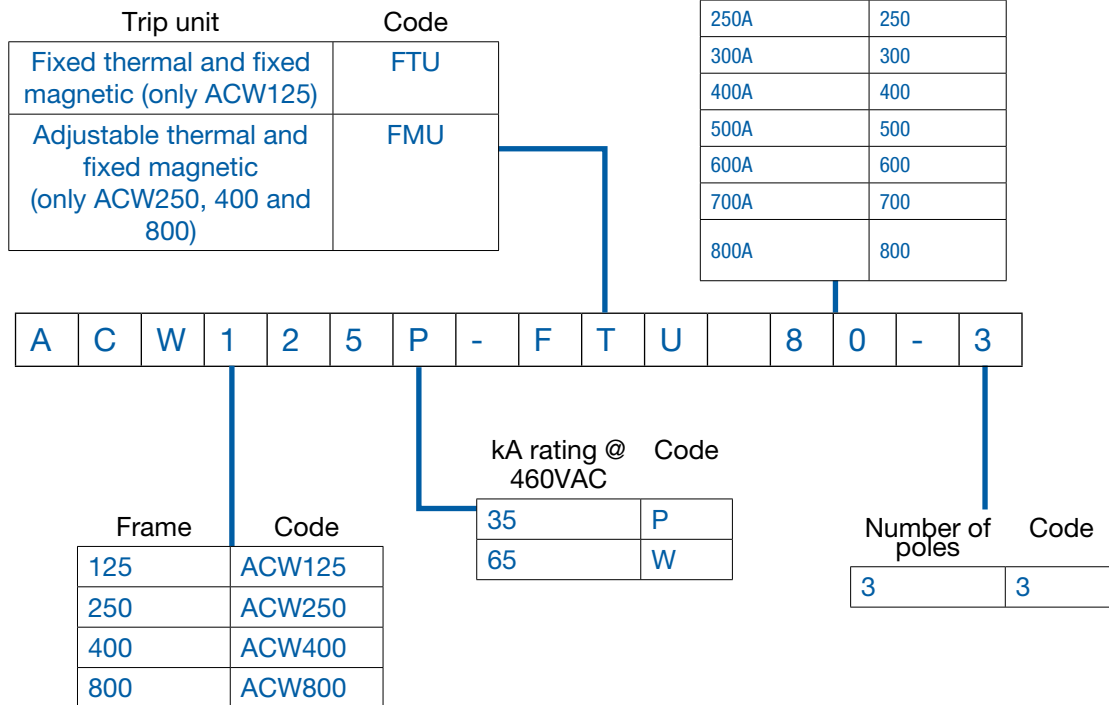 Trip unit Code
Fixed thermal and fixed FTU
magnetic (only ACW125)
Adjustable thermal and FMU
fixed magnetic
(only ACW250, 400 and
800)
250A 250
300A 300
400A 400
500A 500
600A 600
700A 700
800A 800
A C W 1 2 5 P - F T U 8 0 - 3
kA rating @ Code
460VAC
35 P
65 W
Frame Code
125 ACW125
250 ACW250
400 ACW400
800 ACW800
Number of Code
poles
3 3